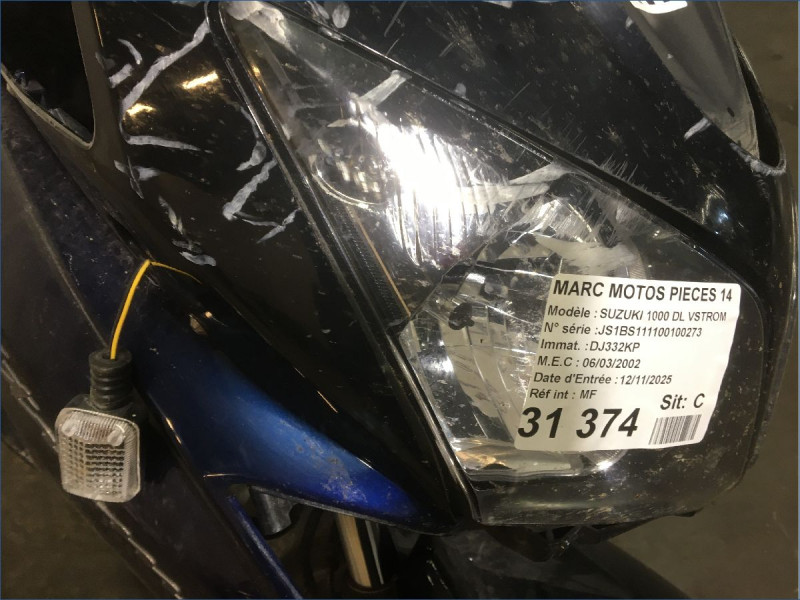 MARC MOTOS PIECES 14
Modèle : SUZUKI 1000 DL VSTROM
N° série : JS1BS111100100273
Immat. : DJ332KP
M.E.C : 06/03/2002
Date d'Entrée : 12/11/2025
Réf int : MF
Sit: C
31 374